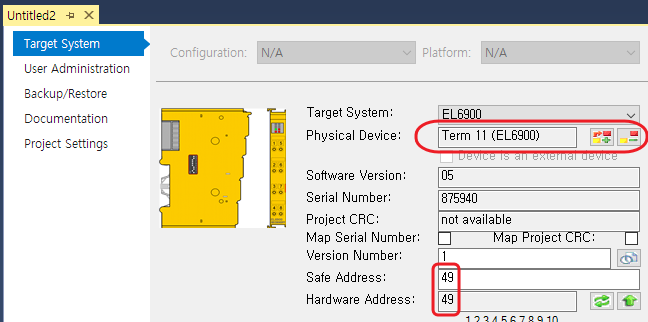 Untitled2
Target System
User Administration
Backup/Restore
Documentation
Project Settings
Configuration: N/A Platform: N/A
Target System: EL6900
Physical Device: Term 11 (EL6900)
Device is an external device
Software Version: 05
Serial Number: 875940
Project CRC: not available
Map Serial Number: Map Project CRC:
Version Number: 1
Safe Address: 49
Hardware Address: 49
1 2 3 4 5 6 7 8 9 10